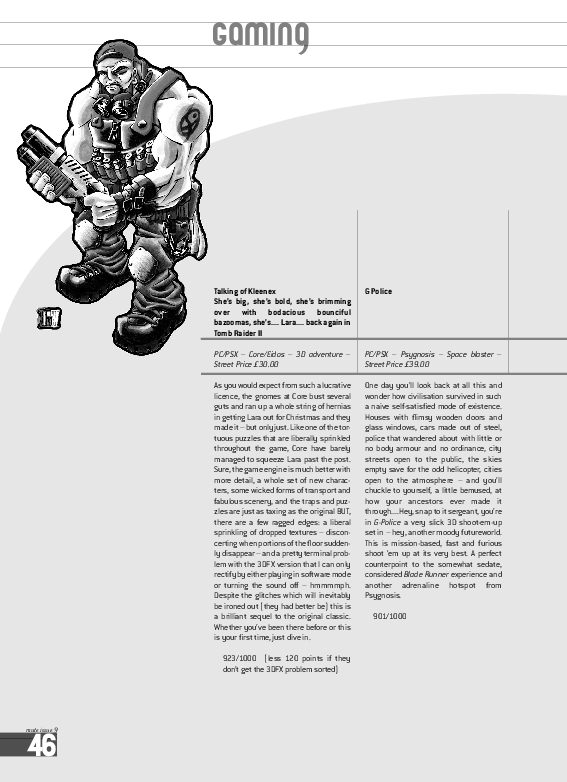 Gaming
Talking of Kleenex
She's big, she's bold, she's brimming
over with bodacious bounciful
bazoomas, she's.... Lara.... back again in
Tomb Raider II
PC/PSX – Core/Eidos – 3D adventure –
Street Price £30.00
As you would expect from such a lucrative
licence, the gnomes at Core bust several
guts and ran up a whole string of hernias
in getting Lara out for Christmas and they
made it – but only just. Like one of the tor-
tuous puzzles that are liberally sprinkled
throughout the game, Core have barely
managed to squeeze Lara past the post.
Sure, the game engine is much better with
more detail, a whole set of new charac-
ters, some wicked forms of transport and
fabulous scenery, and the traps and puz-
zles are just as taxing as the original BUT,
there are a few ragged edges: a liberal
sprinkling of dropped textures – discon-
certing when portions of the floor sudden-
ly disappear – and a pretty terminal prob-
lem with the 3DFX version that I can only
rectify by either playing in software mode
or turning the sound off – hmmmmph.
Despite the glitches which will inevitably
be ironed out (they had better be) this is
a brilliant sequel to the original classic.
Whether you've been there before or this
is your first time, just dive in.
923/1000 (less 120 points if they
don't get the 3DFX problem sorted)
G Police
PC/PSX – Psygnosis – Space blaster –
Street Price £39.00
One day you'll look back at all this and
wonder how civilisation survived in such
a naive self-satisfied mode of existence.
Houses with flimsy wooden doors and
glass windows, cars made out of steel,
police that wandered about with little or
no body armour and no ordinance, city
streets open to the public, the skies
empty save for the odd helicopter, cities
open to the atmosphere – and you'll
chuckle to yourself, a little bemused, at
how your ancestors ever made it
through.....Hey, snap to it sergeant, you're
in G-Police a very slick 3D shoot-em-up
set in – hey, another moody futureworld.
This is mission-based, fast and furious
shoot 'em up at its very best. A perfect
counterpoint to the somewhat sedate,
considered Blade Runner experience and
another adrenaline hotspot from
Psygnosis.
901/1000
mute issue 9
46